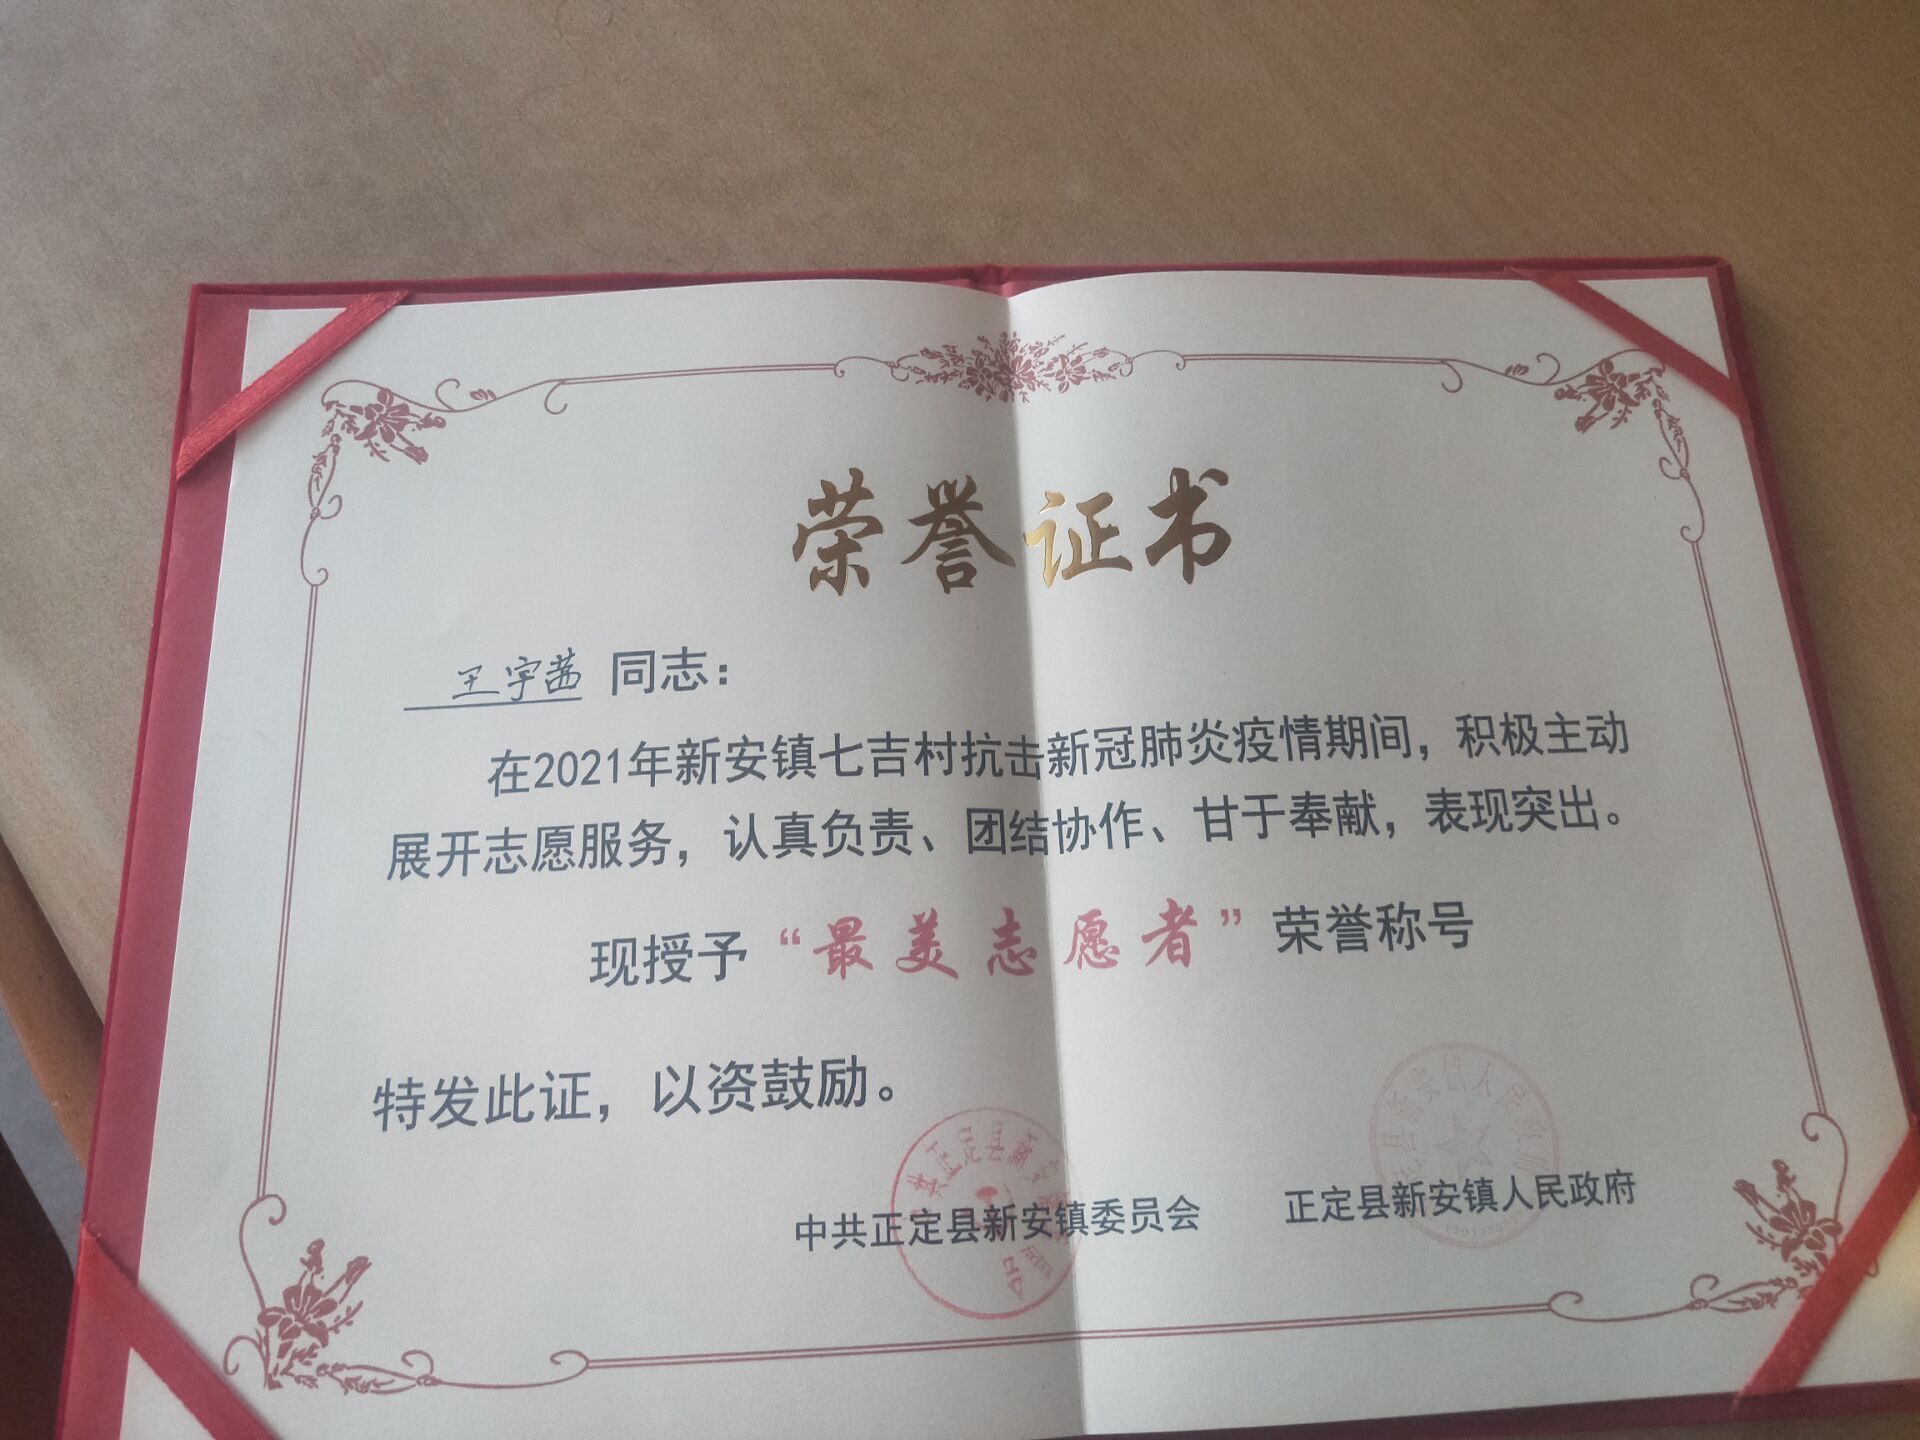 荣誉证书
王宇茜 同志：
在2021年新安镇七吉村抗击新冠肺炎疫情期间，积极主动
展开志愿服务，认真负责、团结协作、甘于奉献，表现突出。
现授予“最美志愿者”荣誉称号
特发此证，以资鼓励。
中共正定县新安镇委员会 正定县新安镇人民政府